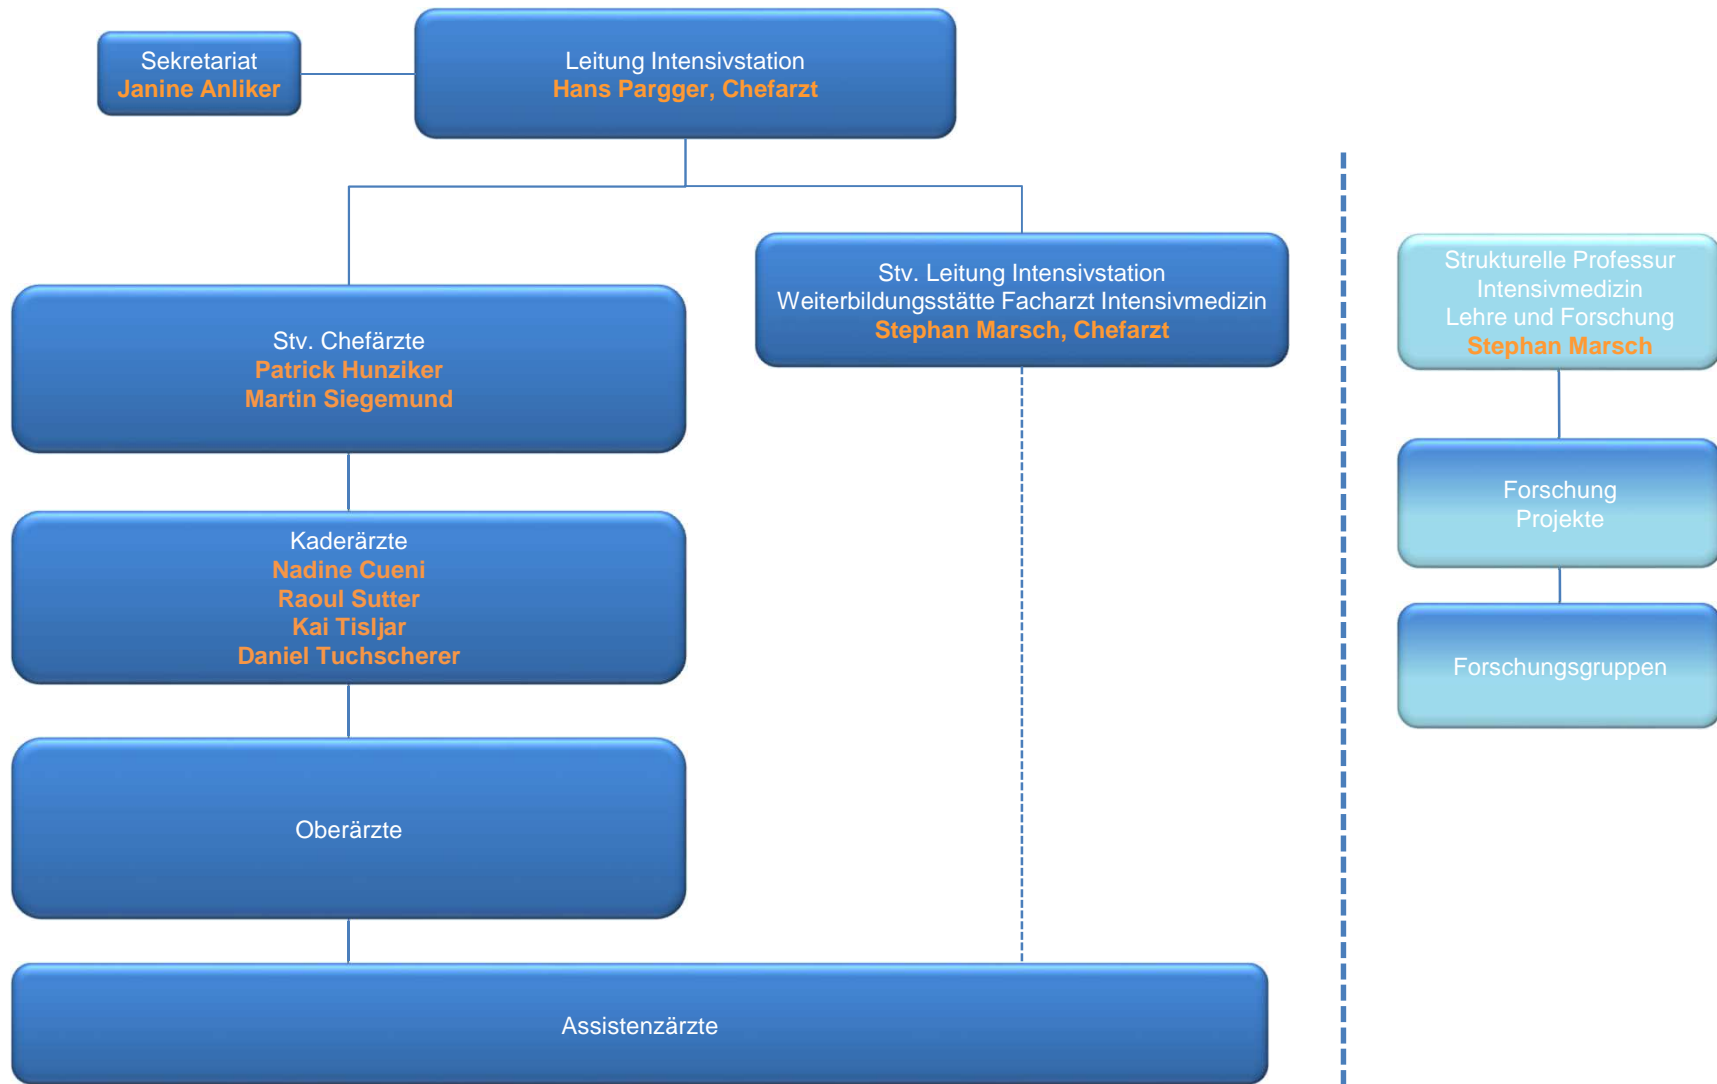 Sekretariat
Janine Anliker
Leitung Intensivstation
Hans Pargger, Chefarzt
Stv. Leitung Intensivstation
Weiterbildungsstätte Facharzt Intensivmedizin
Stephan Marsch, Chefarzt
Strukturelle Professur
Intensivmedizin
Lehre und Forschung
Stephan Marsch
Stv. Chefärzte
Patrick Hunziker
Martin Siegemund
Forschung
Projekte
Kaderärzte
Nadine Cueni
Raoul Sutter
Kai Tisljar
Daniel Tuchscherer
Forschungsgruppen
Oberärzte
Assistenzärzte